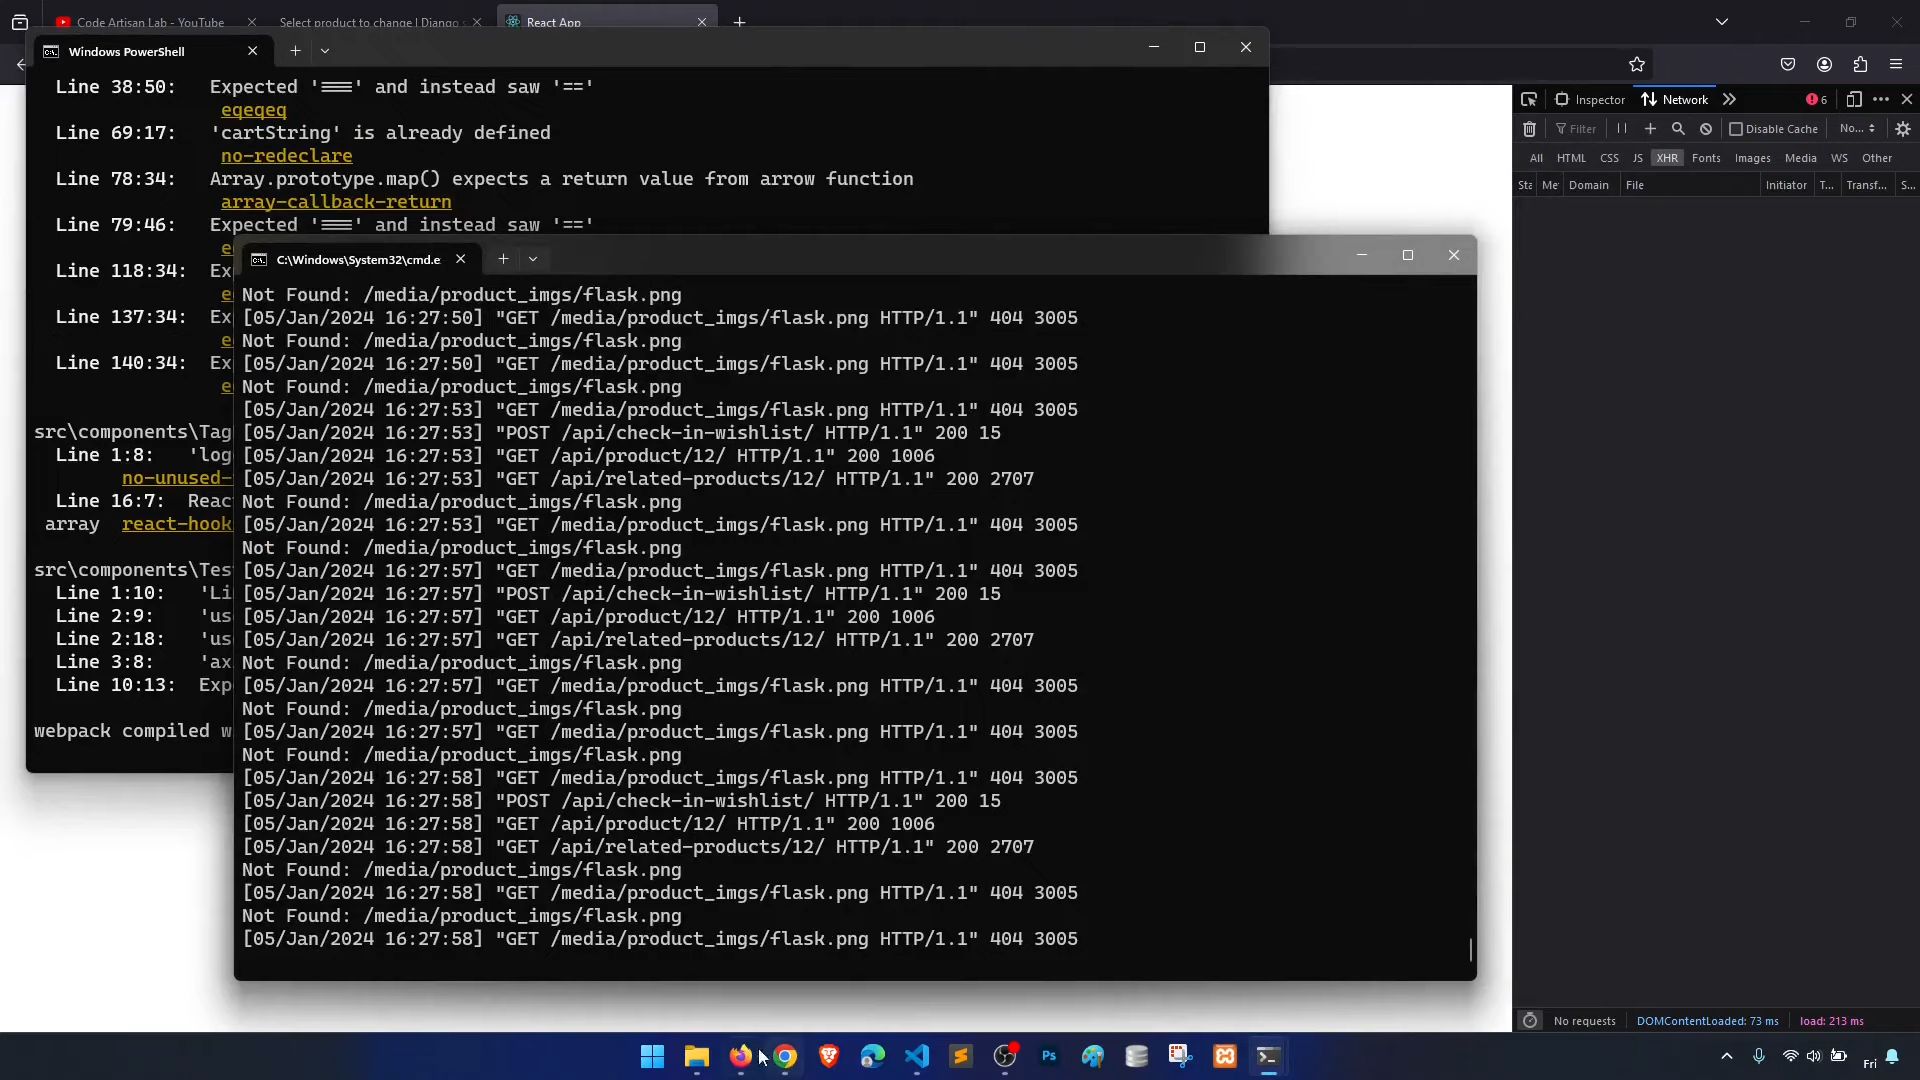 Code Artisan Lab - YouTube
Select product to change | Django s
React App
Windows PowerShell
Line 38:50: Expected '===' and instead saw '=='
eqeqeq
Line 69:17: 'cartString' is already defined
no-redeclare
Line 78:34: Array.prototype.map() expects a return value from arrow function
array-callback-return
Line 79:46: Expected '===' and instead saw '=='
Line 118:34: Ex
Line 137:34: Ex
Line 140:34: Ex
src\components\Tag
Line 1:8: 'log
no-unused-
Line 16:7: Reac
array react-hook
src\components\Tes
Line 1:10: 'Li
Line 2:9: 'us
Line 2:18: 'us
Line 3:8: 'ax
Line 10:13: Exp
webpack compiled w
C:\Windows\System32\cmd.e
Not Found: /media/product_imgs/flask.png
[05/Jan/2024 16:27:50] "GET /media/product_imgs/flask.png HTTP/1.1" 404 3005
Not Found: /media/product_imgs/flask.png
[05/Jan/2024 16:27:50] "GET /media/product_imgs/flask.png HTTP/1.1" 404 3005
Not Found: /media/product_imgs/flask.png
[05/Jan/2024 16:27:53] "GET /media/product_imgs/flask.png HTTP/1.1" 404 3005
[05/Jan/2024 16:27:53] "POST /api/check-in-wishlist/ HTTP/1.1" 200 15
[05/Jan/2024 16:27:53] "GET /api/product/12/ HTTP/1.1" 200 1006
[05/Jan/2024 16:27:53] "GET /api/related-products/12/ HTTP/1.1" 200 2707
Not Found: /media/product_imgs/flask.png
[05/Jan/2024 16:27:53] "GET /media/product_imgs/flask.png HTTP/1.1" 404 3005
Not Found: /media/product_imgs/flask.png
[05/Jan/2024 16:27:57] "GET /media/product_imgs/flask.png HTTP/1.1" 404 3005
[05/Jan/2024 16:27:57] "POST /api/check-in-wishlist/ HTTP/1.1" 200 15
[05/Jan/2024 16:27:57] "GET /api/product/12/ HTTP/1.1" 200 1006
[05/Jan/2024 16:27:57] "GET /api/related-products/12/ HTTP/1.1" 200 2707
Not Found: /media/product_imgs/flask.png
[05/Jan/2024 16:27:57] "GET /media/product_imgs/flask.png HTTP/1.1" 404 3005
Not Found: /media/product_imgs/flask.png
[05/Jan/2024 16:27:57] "GET /media/product_imgs/flask.png HTTP/1.1" 404 3005
Not Found: /media/product_imgs/flask.png
[05/Jan/2024 16:27:58] "GET /media/product_imgs/flask.png HTTP/1.1" 404 3005
[05/Jan/2024 16:27:58] "POST /api/check-in-wishlist/ HTTP/1.1" 200 15
[05/Jan/2024 16:27:58] "GET /api/product/12/ HTTP/1.1" 200 1006
[05/Jan/2024 16:27:58] "GET /api/related-products/12/ HTTP/1.1" 200 2707
Not Found: /media/product_imgs/flask.png
[05/Jan/2024 16:27:58] "GET /media/product_imgs/flask.png HTTP/1.1" 404 3005
Not Found: /media/product_imgs/flask.png
[05/Jan/2024 16:27:58] "GET /media/product_imgs/flask.png HTTP/1.1" 404 3005
Inspector Network 6
Filter Disable Cache No...
All HTML CSS JS XHR Fonts Images Media WS Other
Sta Me Domain File Initiator T... Transf... S...
No requests DOMContentLoaded: 73 ms load: 213 ms
Ps
Fri